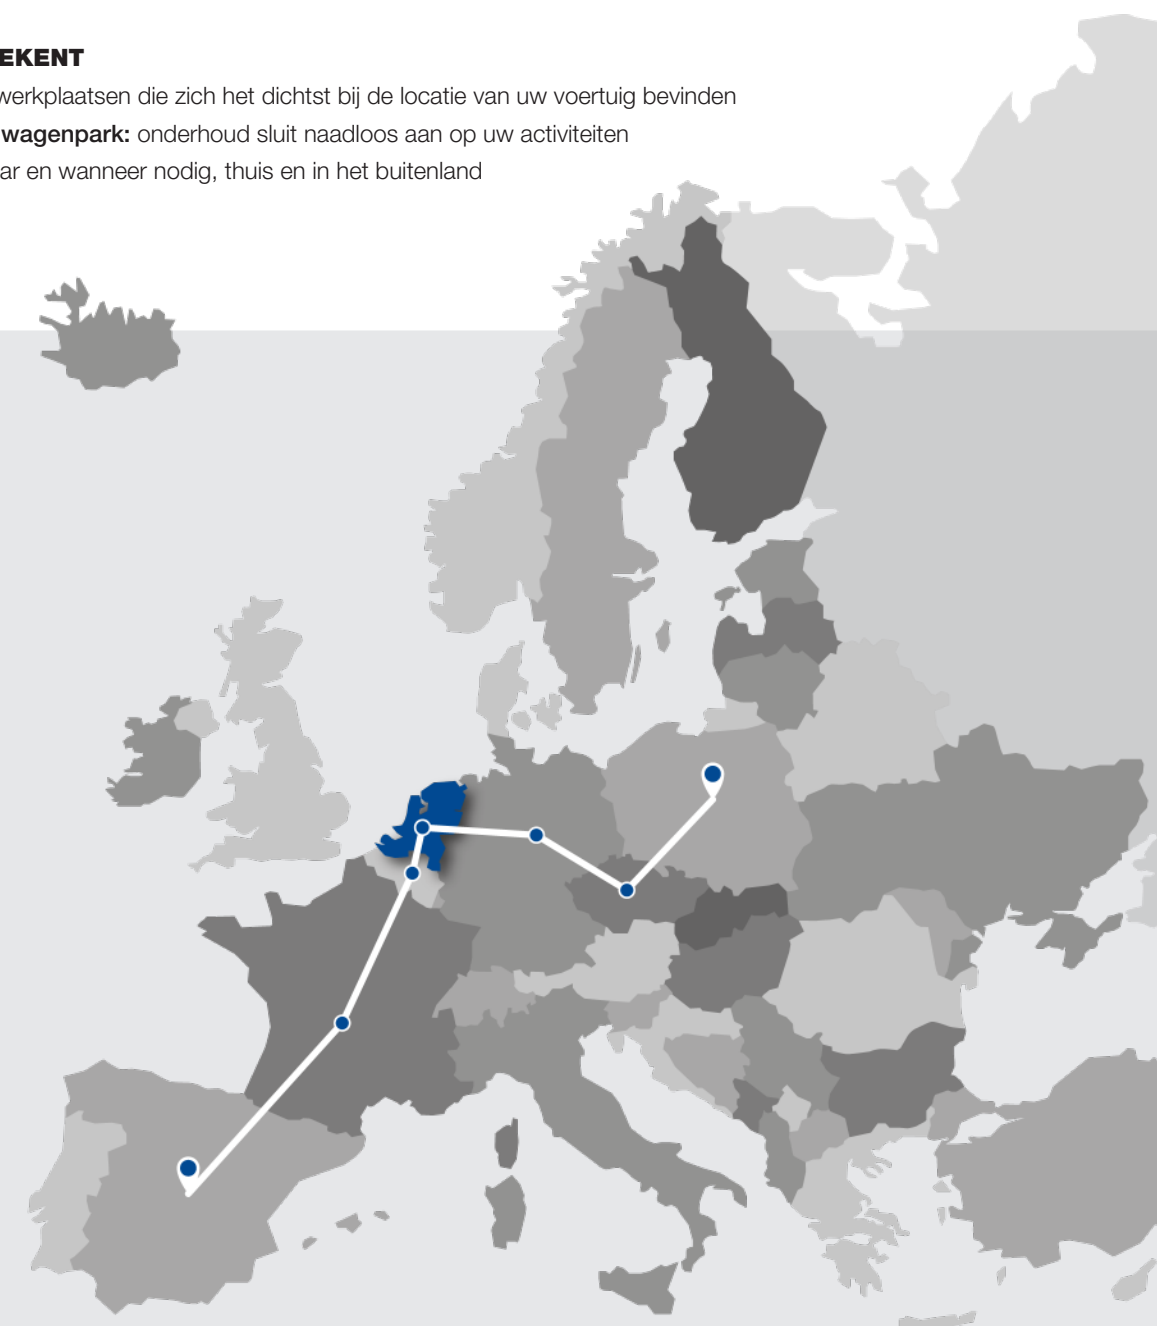 EKENT
werkplaatsen die zich het dichtst bij de locatie van uw voertuig bevinden
wagenpark: onderhoud sluit naadloos aan op uw activiteiten
ar en wanneer nodig, thuis en in het buitenland